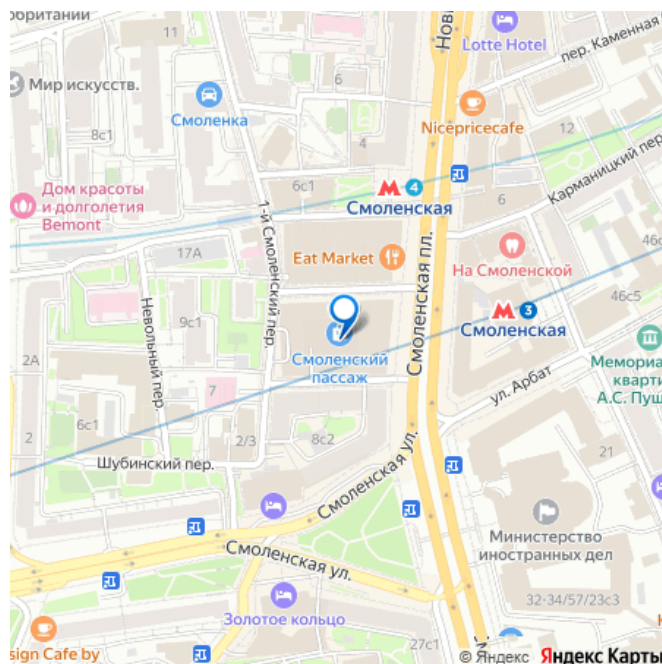 обритании
11
Нови
Lotte Hotel
пер. Каменная
Мир искусств.
6
Смоленка
Nicepricecafe
8с1
12
Карманицкий пер.
Дом красоты
и долголетия
Bemont
1-й Смоленский пер.
6с1
4
Смоленская
6
17А
Eat Market
На Смоленской
46с
46с5
Невольный пер.
9с1
Смоленская пл.
3
Смоленская
2А
Смоленский
пассаж
Мемориа
кварти
А.С. Пуш
7
ул. Арбат
6с1
2
2/3
8с2
21
Шубинский пер.
Смоленская ул.
Министерство
иностранных дел
Смоленская ул.
32-34/57/23с3
Золотое кольцо
sign Cafe by
27с1
© Яндекс Яндекс Карты